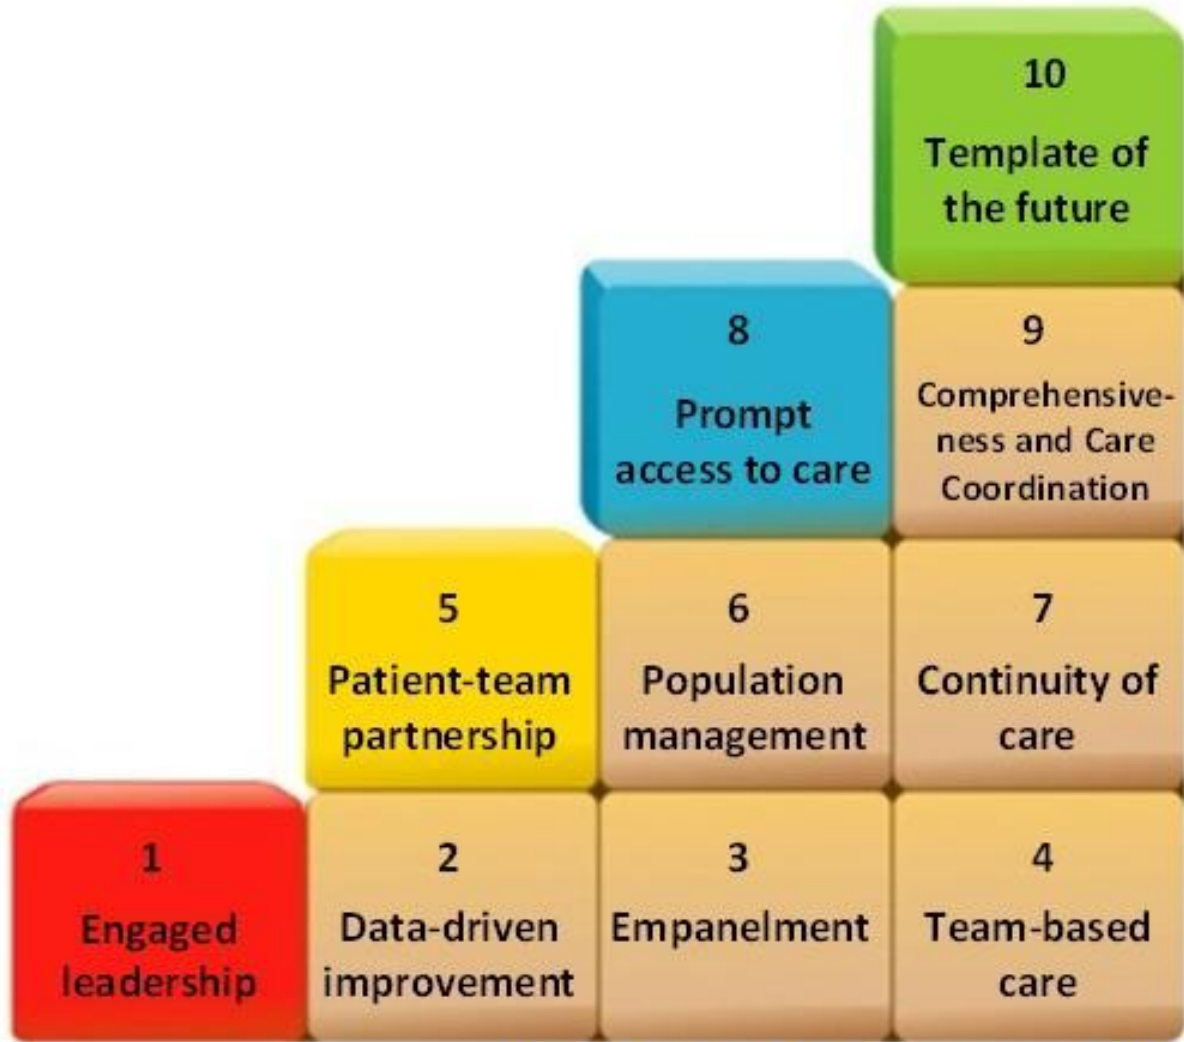 10
Template of
the future
8
Prompt
access to care
9
Comprehensive-
ness and Care
Coordination
5
Patient-team
partnership
6
Population
management
7
Continuity of
care
1
Engaged
leadership
2
Data-driven
improvement
3
Empanelment
4
Team-based
care